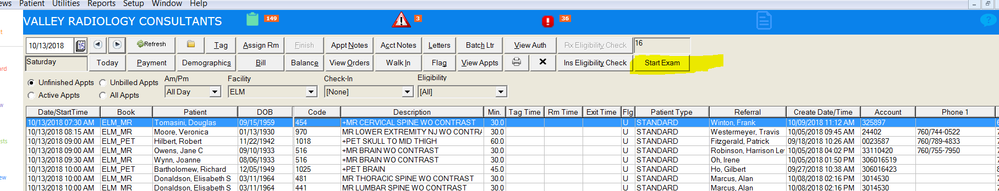 ews Patient Utilities Reports Setup Window Help
VALLEY RADIOLOGY CONSULTANTS 149 3 36
10/13/2018 15 Refresh Tag Assign Rm Finish Appt Notes Acct Notes Letters Batch Ltr View Auth Rx Eligibility Check 16
Saturday Today Payment Demographics Bill Balance View Orders Walk In Flag View Appts Ins Eligibility Check Start Exam
Unfinished Appts Unbilled Appts Am/Pm Facility Check-In Eligibility
Active Appts All Appts All Day ELM [None] [All]
Date/StartTime Book Patient DOB Code Description Min. Tag Time Rm Time Exit Time Flg Patient Type Referral Create Date/Time Account Phone 1
10/13/2018 07:30 AM ELM_MR Tomasini, Douglas 09/15/1959 454 +MR CERVICAL SPINE WO CONTRAST 30.0 U STANDARD Winton, Frank 10/09/2018 11:12 AM 325897
10/13/2018 08:15 AM ELM_MR Moore, Veronica 01/13/1930 970 MR LOWER EXTREMITY NJ WO CONTRA 30.0 U STANDARD Westermeyer, Travis 10/05/2018 09:45 AM 24402 760/744-0522
10/13/2018 09:00 AM ELM_PET Hilbert, Robert 11/22/1942 1018 +PET SKULL TO MID THIGH 60.0 U STANDARD Fitzgerald, Patrick 09/18/2018 10:26 AM 0023587 760/789-4833
10/13/2018 09:00 AM ELM_MR Owens, Jane C 09/10/1933 516 +MR BRAIN WO CONTRAST 30.0 U STANDARD Robinson, Harrison Le 10/05/2018 04:02 PM 33110420 760/755-7950
10/13/2018 09:30 AM ELM_MR Wynn, Joanne 08/06/1933 516 +MR BRAIN WO CONTRAST 30.0 U STANDARD Oh, Irene 10/05/2018 01:50 PM 306016519
10/13/2018 10:00 AM ELM_PET Bartholomew, Richard 12/05/1949 1025 +PET BRAIN 45.0 U STANDARD Ho, Gilbert 09/27/2018 10:38 AM 306016423
10/13/2018 10:00 AM ELM_MR Donaldson, Elisabeth S 03/11/1964 481 MR THORACIC SPINE WO CONTRAST 30.0 U STANDARD Marcus, Alan 10/08/2018 02:16 PM 3014530
10/13/2018 10:00 AM ELM_MR Donaldson, Elisabeth S 03/11/1964 441 MR LUMBAR SPINE WO CONTRAST 30.0 U STANDARD Marcus, Alan 10/08/2018 02:16 PM 3014530